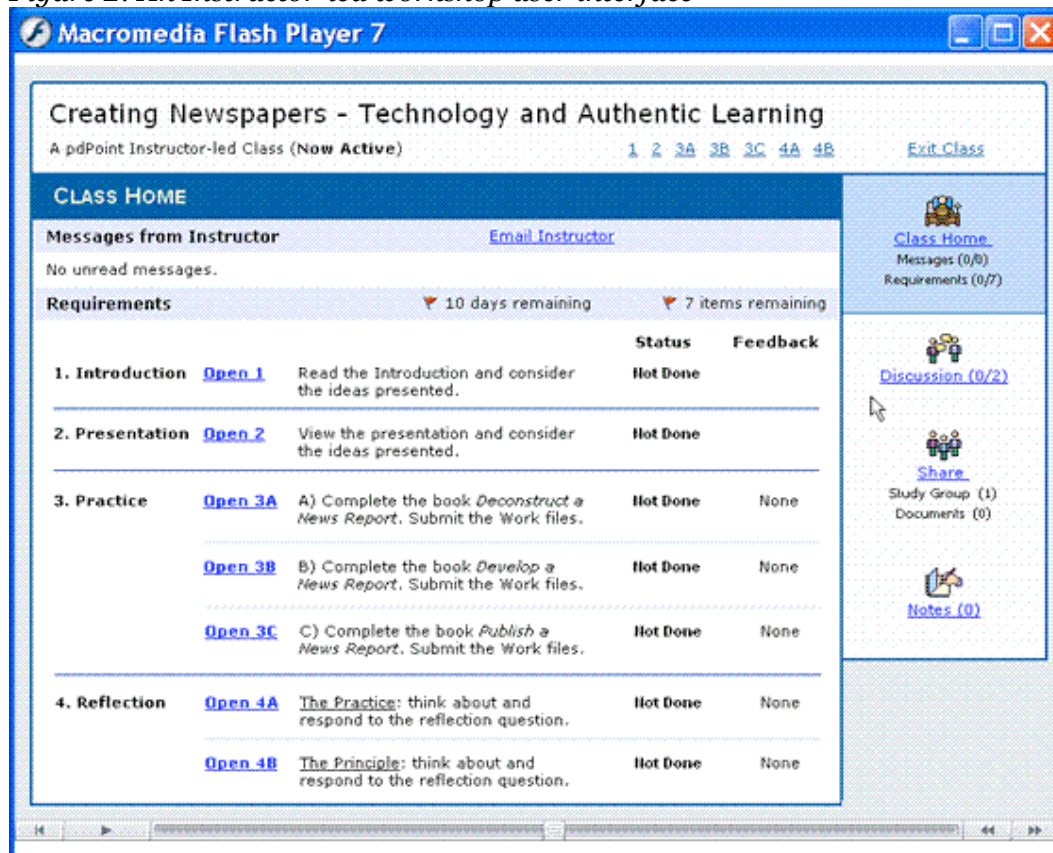 Figure 2. An Instructor-led workshop user interface
Macromedia Flash Player 7
Creating Newspapers - Technology and Authentic Learning
A pdPoint Instructor-led Class (Now Active) 1 2 3A 3B 3C 4A 4B Exit Class
CLASS HOME
Messages from Instructor Email Instructor
No unread messages.
Requirements 10 days remaining 7 items remaining
Status Feedback
1. Introduction Open 1 Read the Introduction and consider Not Done
the ideas presented.
2. Presentation Open 2 View the presentation and consider Not Done
the ideas presented.
3. Practice Open 3A A) Complete the book Deconstruct a Not Done None
News Report. Submit the Work files.
Open 3B B) Complete the book Develop a Not Done None
News Report. Submit the Work files.
Open 3C C) Complete the book Publish a Not Done None
News Report. Submit the Work files.
4. Reflection Open 4A The Practice: think about and Not Done None
respond to the reflection question.
Open 4B The Principle: think about and Not Done None
respond to the reflection question.
Class Home
Messages (0/0)
Requirements (0/7)
Discussion (0/2)
Share
Study Group (1)
Documents (0)
Notes (0)